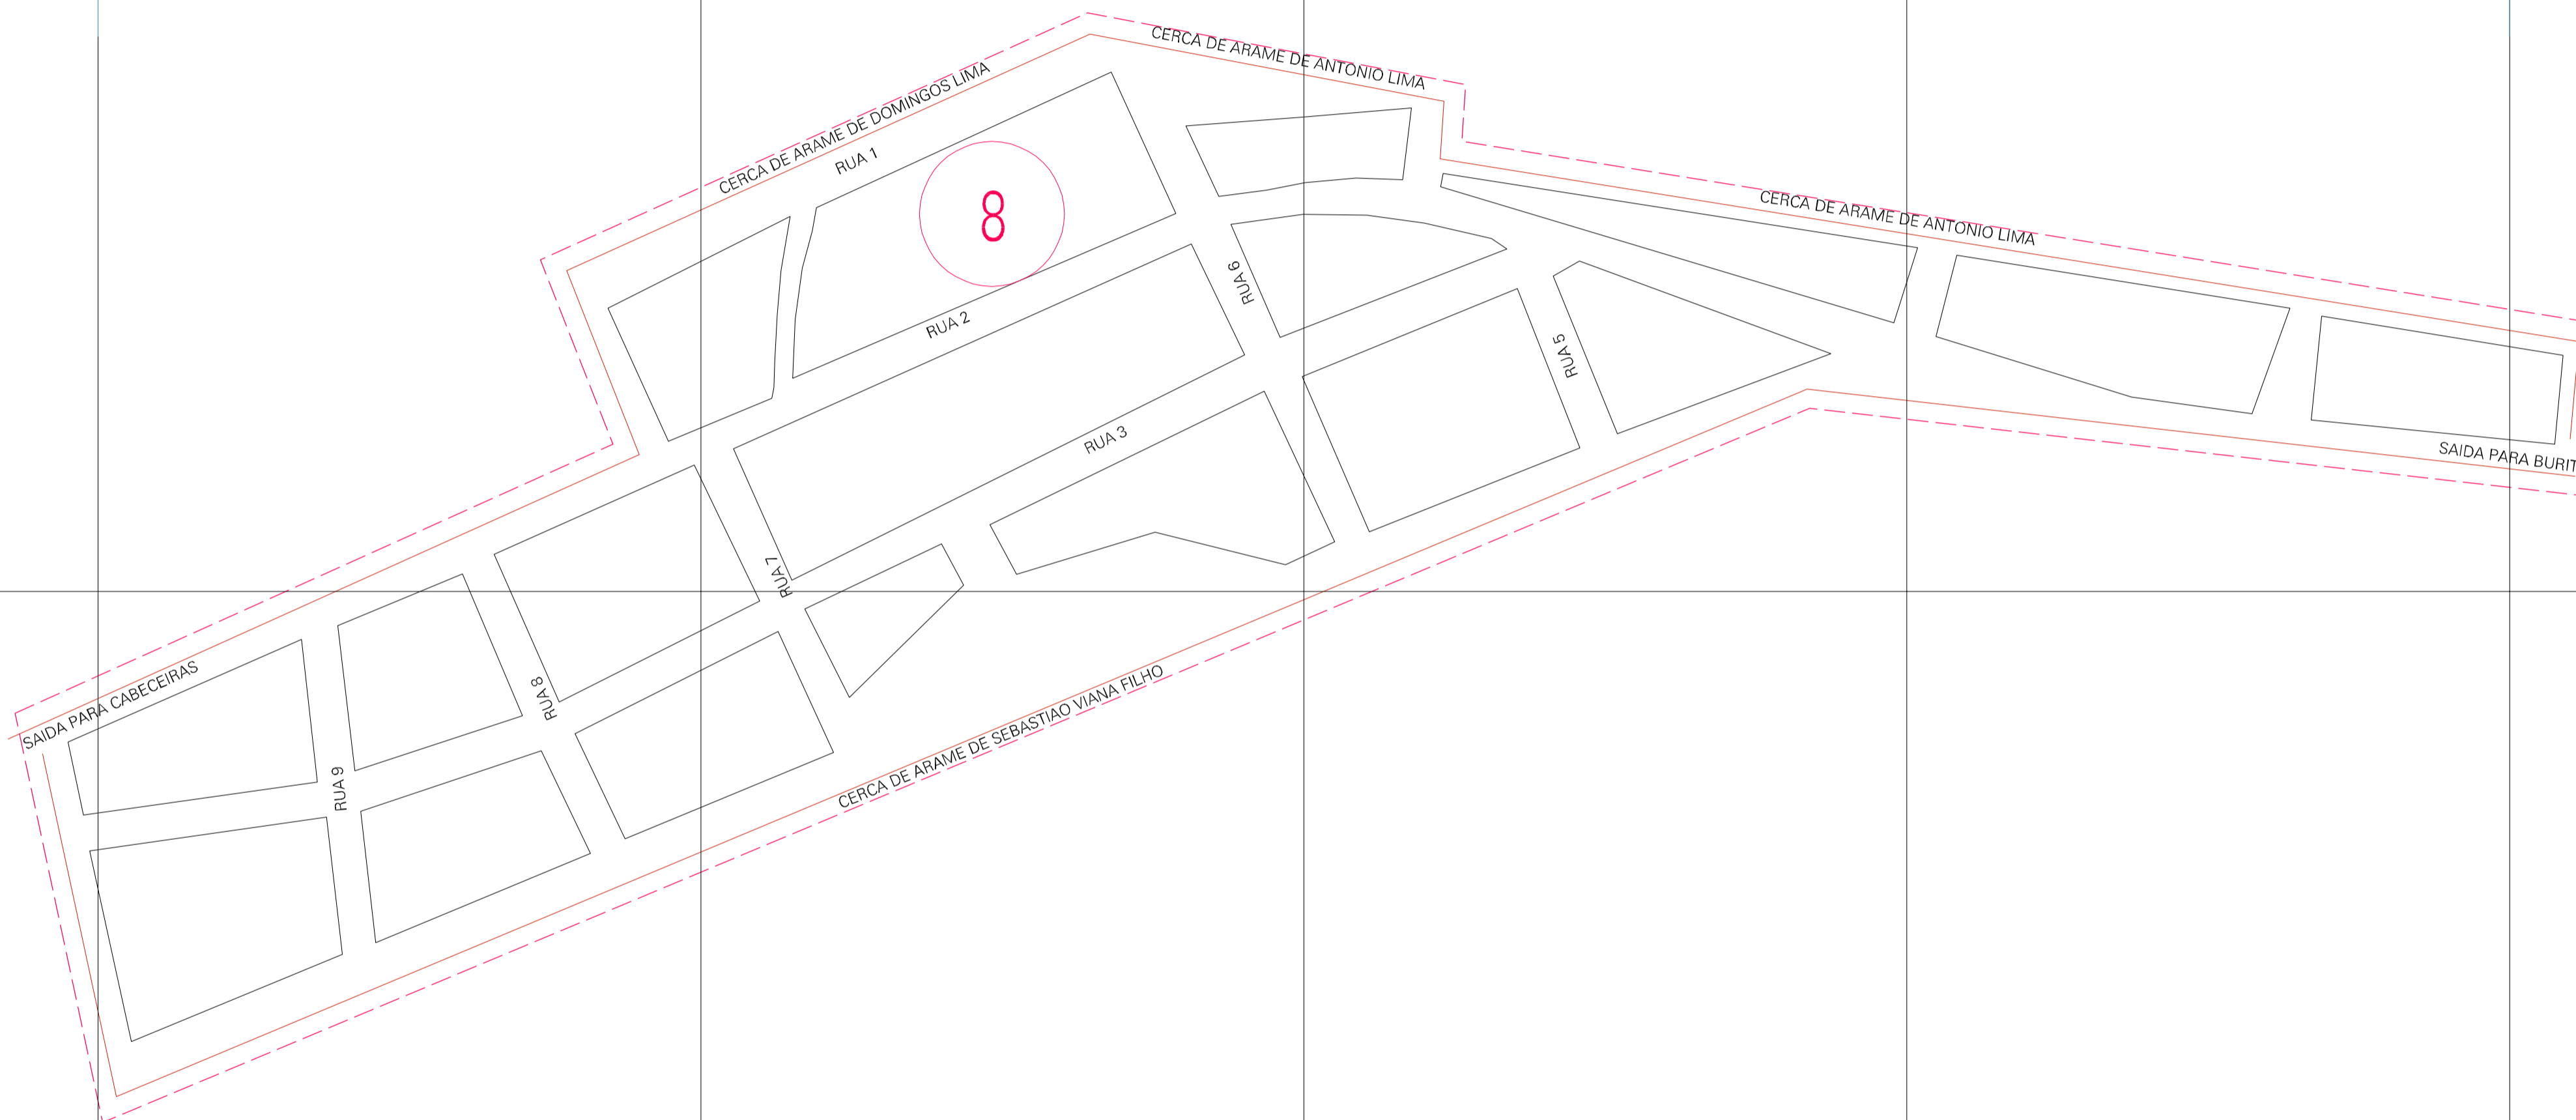 CERCA DE ARAME DE ANTONIO LIMA
CERCA DE ARAME DE DOMINGOS LIMA
RUA 1
8
CERCA DE ARAME DE ANTONIO LIMA
RUA 6
RUA 2
RUA 5
RUA 3
SAIDA PARA BURIT
RUA 7
RUA 8
SAIDA PARA CABECEIRAS
CERCA DE ARAME DE SEBASTIAO VIANA FILHO
RUA 9